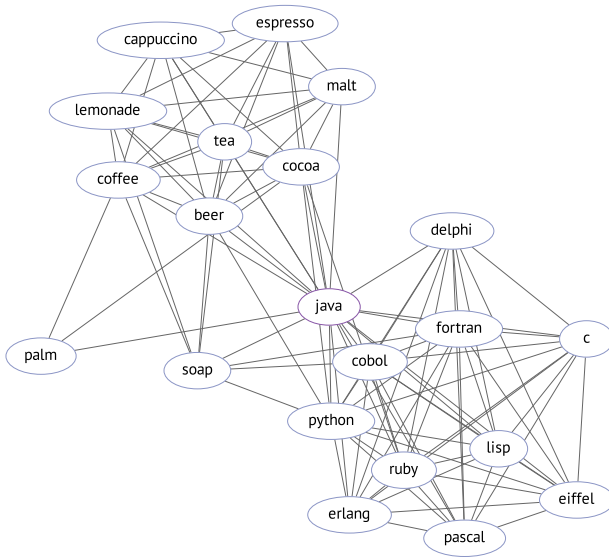 espresso
cappuccino
malt
lemonade
tea
cocoa
coffee
beer
delphi
java
fortran
c
palm
cobol
soap
python
lisp
ruby
eiffel
erlang
pascal